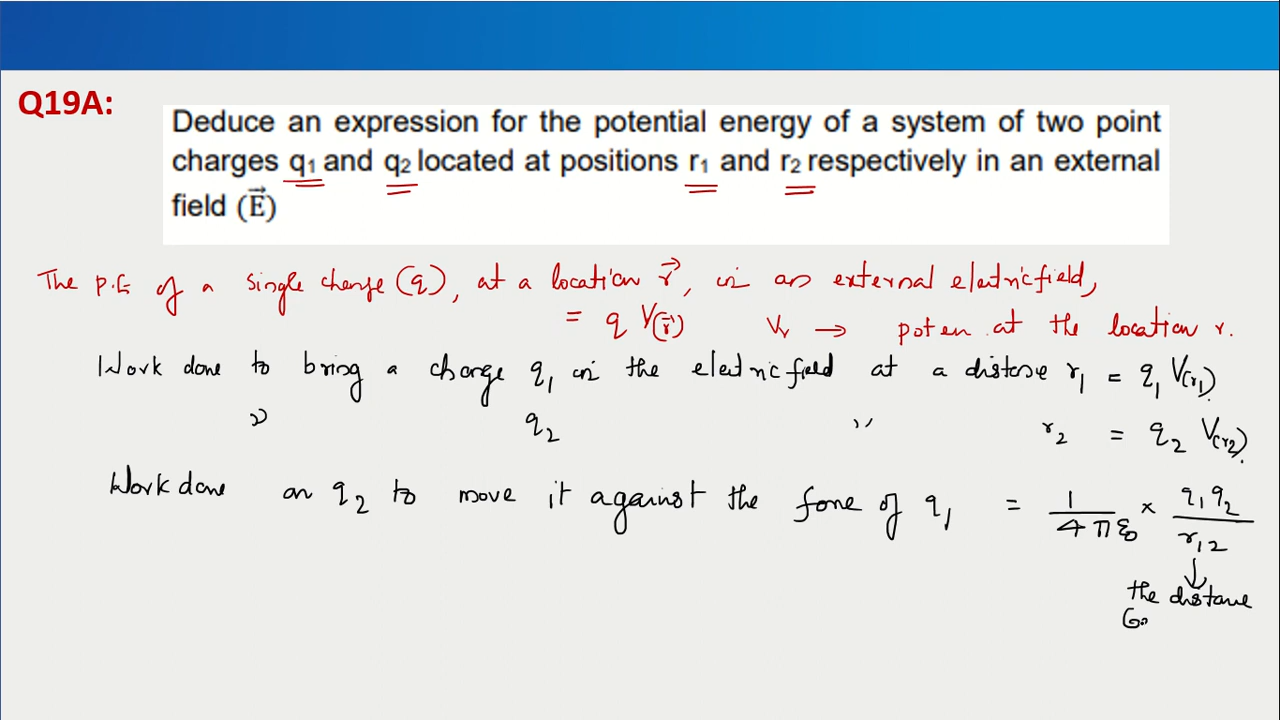 Q19A:
Deduce an expression for the potential energy of a system of two point
charges q₁ and q₂ located at positions r₁ and r₂ respectively in an external
field (E⃗)
The P.E of a single charge (q), at a location r⃗, in an external electric field,
= q V(r⃗) Vr → poten at the location r.
Work done to bring a charge q₁ in the electric field at a distance r₁ = q₁ V(r₁).
” q₂ ” r₂ = q₂ V(r₂).
Work done on q₂ to move it against the force of q₁ = 1/4πε₀ × q₁q₂/r₁₂
↓
the distance